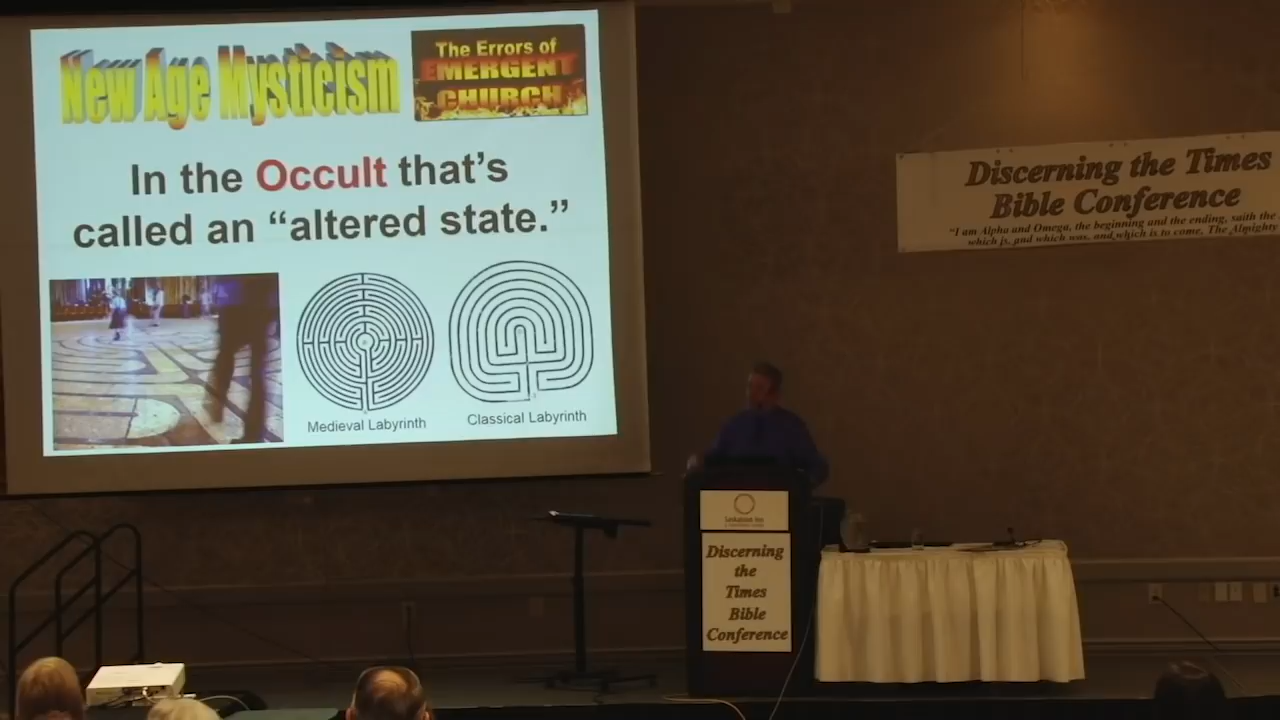 New Age Mysticism
The Errors of
EMERGENT
CHURCH
In the Occult that's
called an “altered state.”
Medieval Labyrinth
Classical Labyrinth
Discerning the Times
Bible Conference
“I am Alpha and Omega, the beginning and the ending, saith the
which is, and which was, and which is to come, The Almighty
Discerning
the
Times
Bible
Conference